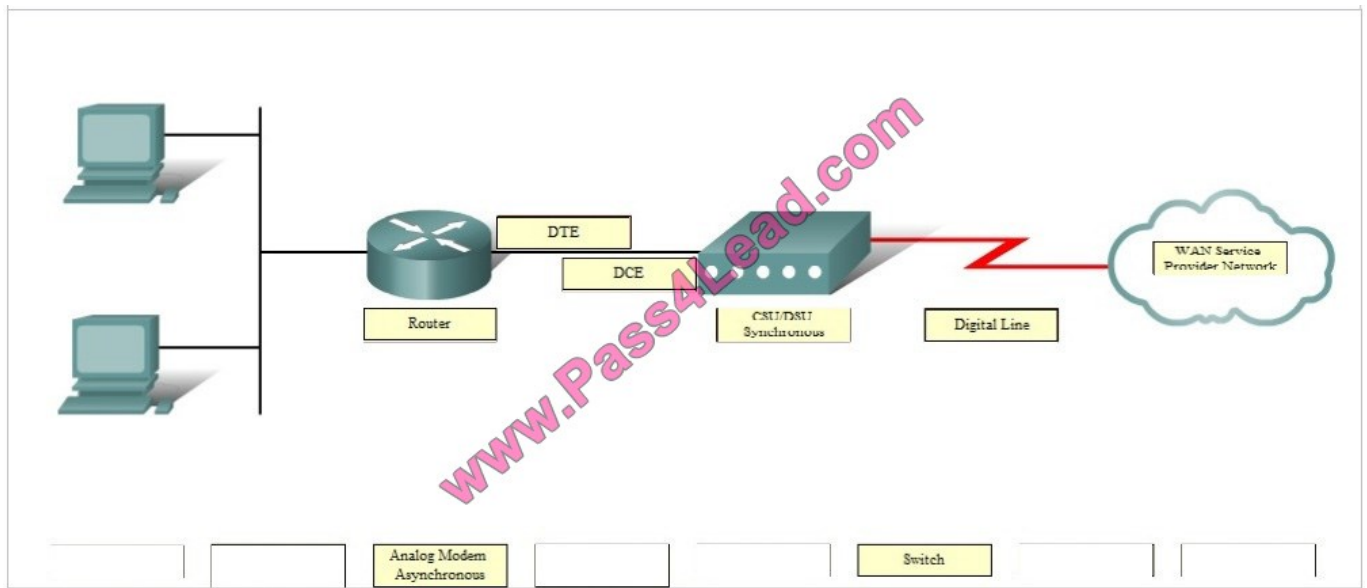 DTE
DCE
Router
CSU/DSU
Synchronous
Digital Line
WAN Service
Provider Network
www.Pass4Lead.com
Analog Modem
Asynchronous
Switch